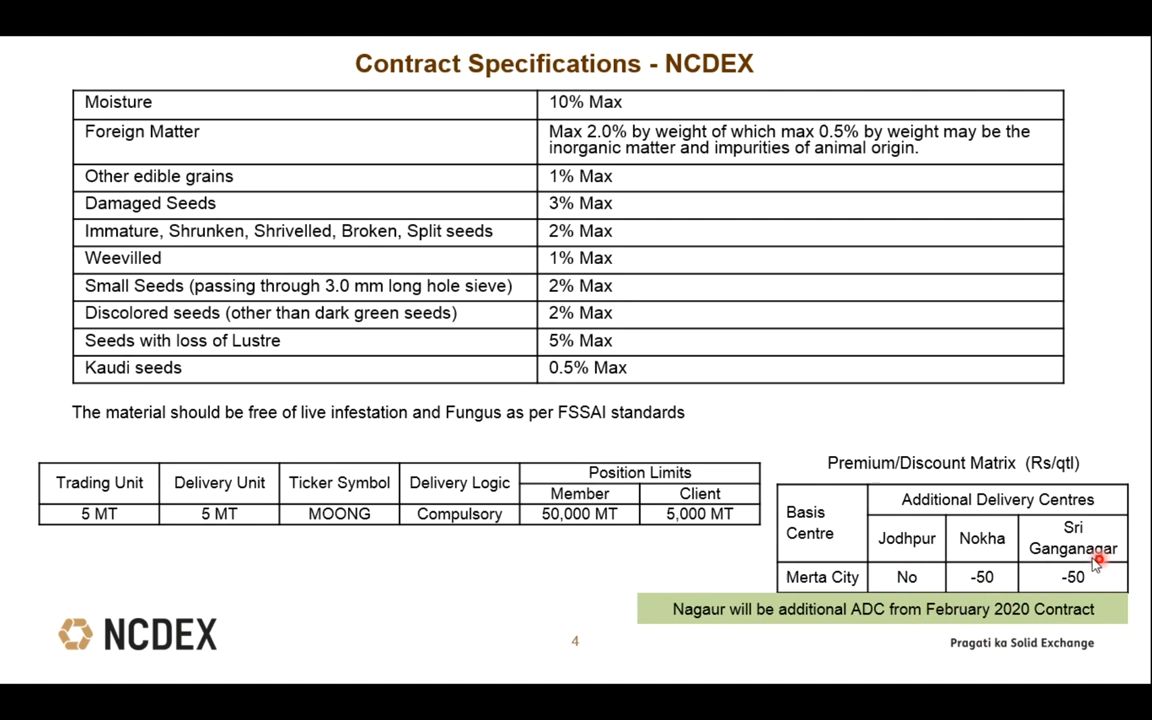 Contract Specifications - NCDEX
Moisture 10% Max
Foreign Matter Max 2.0% by weight of which max 0.5% by weight may be the
inorganic matter and impurities of animal origin.
Other edible grains 1% Max
Damaged Seeds 3% Max
Immature, Shrunken, Shrivelled, Broken, Split seeds 2% Max
Weevilled 1% Max
Small Seeds (passing through 3.0 mm long hole sieve) 2% Max
Discolored seeds (other than dark green seeds) 2% Max
Seeds with loss of Lustre 5% Max
Kaudi seeds 0.5% Max
The material should be free of live infestation and Fungus as per FSSAI standards
Trading Unit Delivery Unit Ticker Symbol Delivery Logic Position Limits
Member Client
5 MT 5 MT MOONG Compulsory 50,000 MT 5,000 MT
Premium/Discount Matrix (Rs/qtl)
Basis
Centre
Additional Delivery Centres
Jodhpur Nokha Sri
Ganganagar
Merta City No -50 -50
Nagaur will be additional ADC from February 2020 Contract
NCDEX
4
Pragati ka Solid Exchange